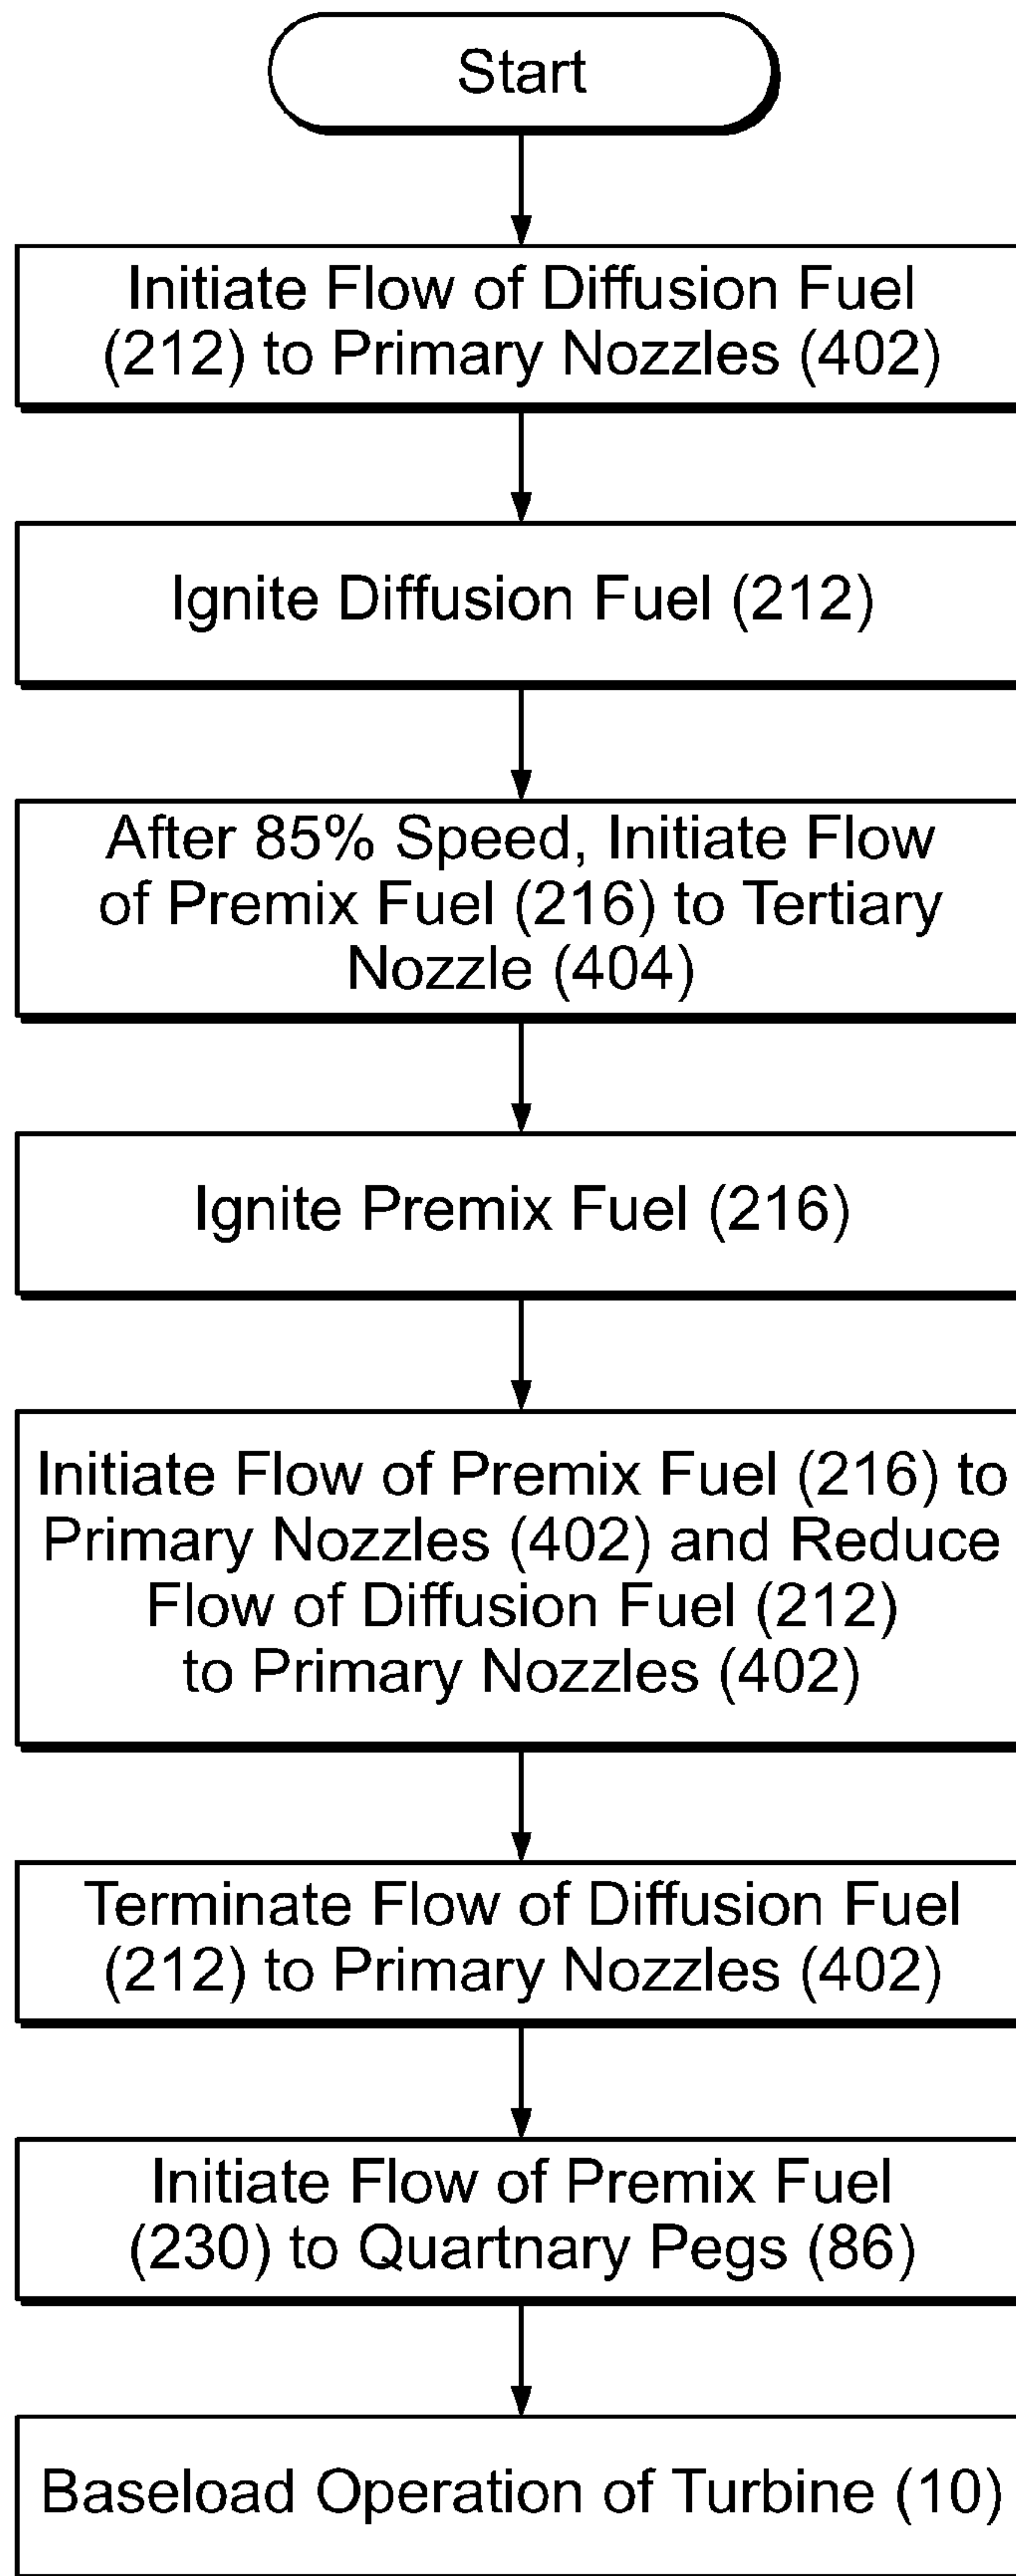 Start
Initiate Flow of Diffusion Fuel
(212) to Primary Nozzles (402)
Ignite Diffusion Fuel (212)
After 85% Speed, Initiate Flow
of Premix Fuel (216) to Tertiary
Nozzle (404)
Ignite Premix Fuel (216)
Initiate Flow of Premix Fuel (216) to
Primary Nozzles (402) and Reduce
Flow of Diffusion Fuel (212)
to Primary Nozzles (402)
Terminate Flow of Diffusion Fuel
(212) to Primary Nozzles (402)
Initiate Flow of Premix Fuel
(230) to Quartnary Pegs (86)
Baseload Operation of Turbine (10)